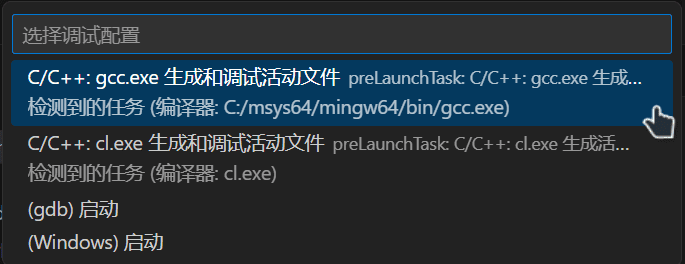 选择调试配置
C/C++: gcc.exe 生成和调试活动文件 preLaunchTask: C/C++: gcc.exe 生成...
检测到的任务 (编译器: C:/msys64/mingw64/bin/gcc.exe)
C/C++: cl.exe 生成和调试活动文件 preLaunchTask: C/C++: cl.exe 生成活...
检测到的任务 (编译器: cl.exe)
(gdb) 启动
(Windows) 启动